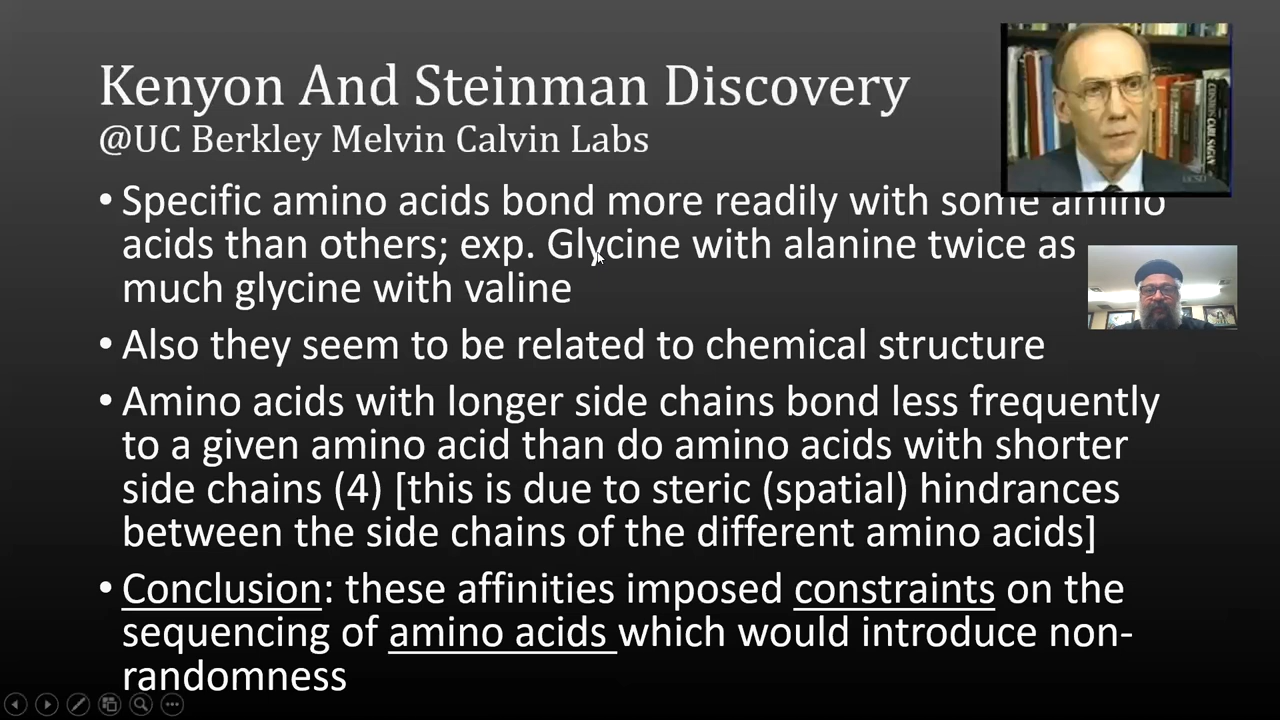 Kenyon And Steinman Discovery
@UC Berkley Melvin Calvin Labs
• Specific amino acids bond more readily with some amino
acids than others; exp. Glycine with alanine twice as
much glycine with valine
• Also they seem to be related to chemical structure
• Amino acids with longer side chains bond less frequently
to a given amino acid than do amino acids with shorter
side chains (4) [this is due to steric (spatial) hindrances
between the side chains of the different amino acids]
• Conclusion: these affinities imposed constraints on the
sequencing of amino acids which would introduce non-
randomness
COSMOS CARL SAGAN